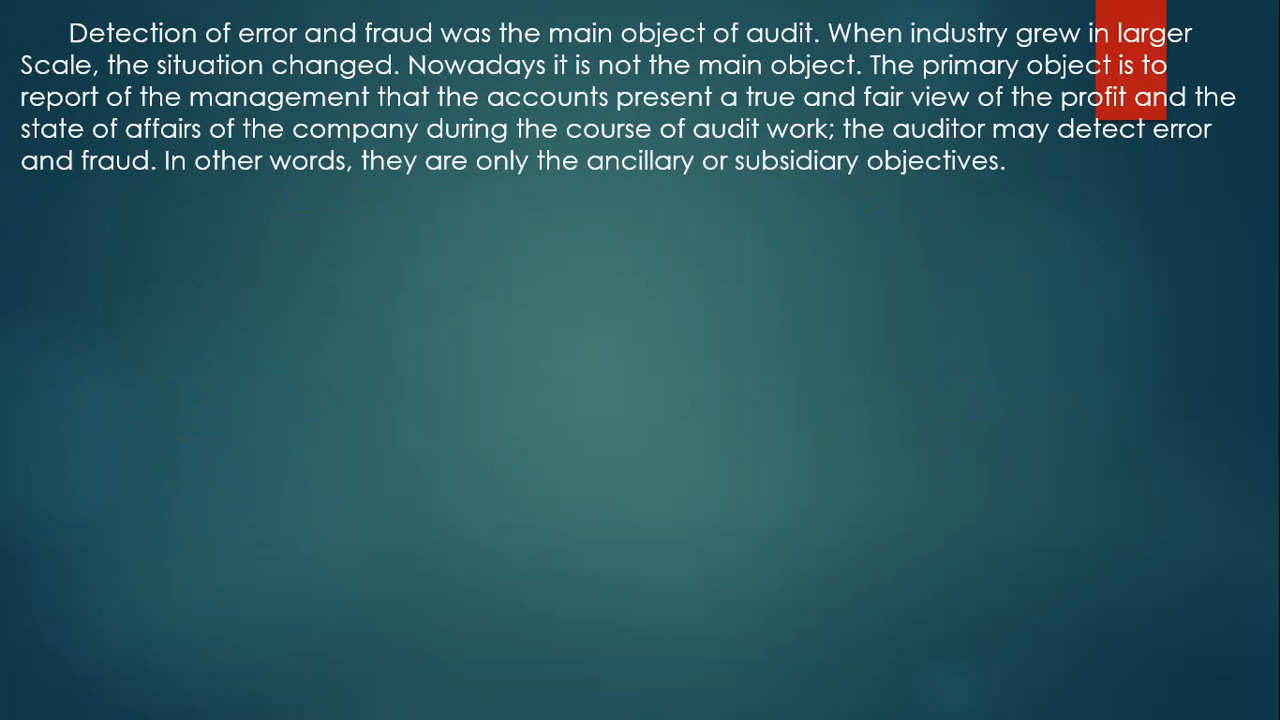 Detection of error and fraud was the main object of audit. When industry grew in larger
Scale, the situation changed. Nowadays it is not the main object. The primary object is to
report of the management that the accounts present a true and fair view of the profit and the
state of affairs of the company during the course of audit work; the auditor may detect error
and fraud. In other words, they are only the ancillary or subsidiary objectives.